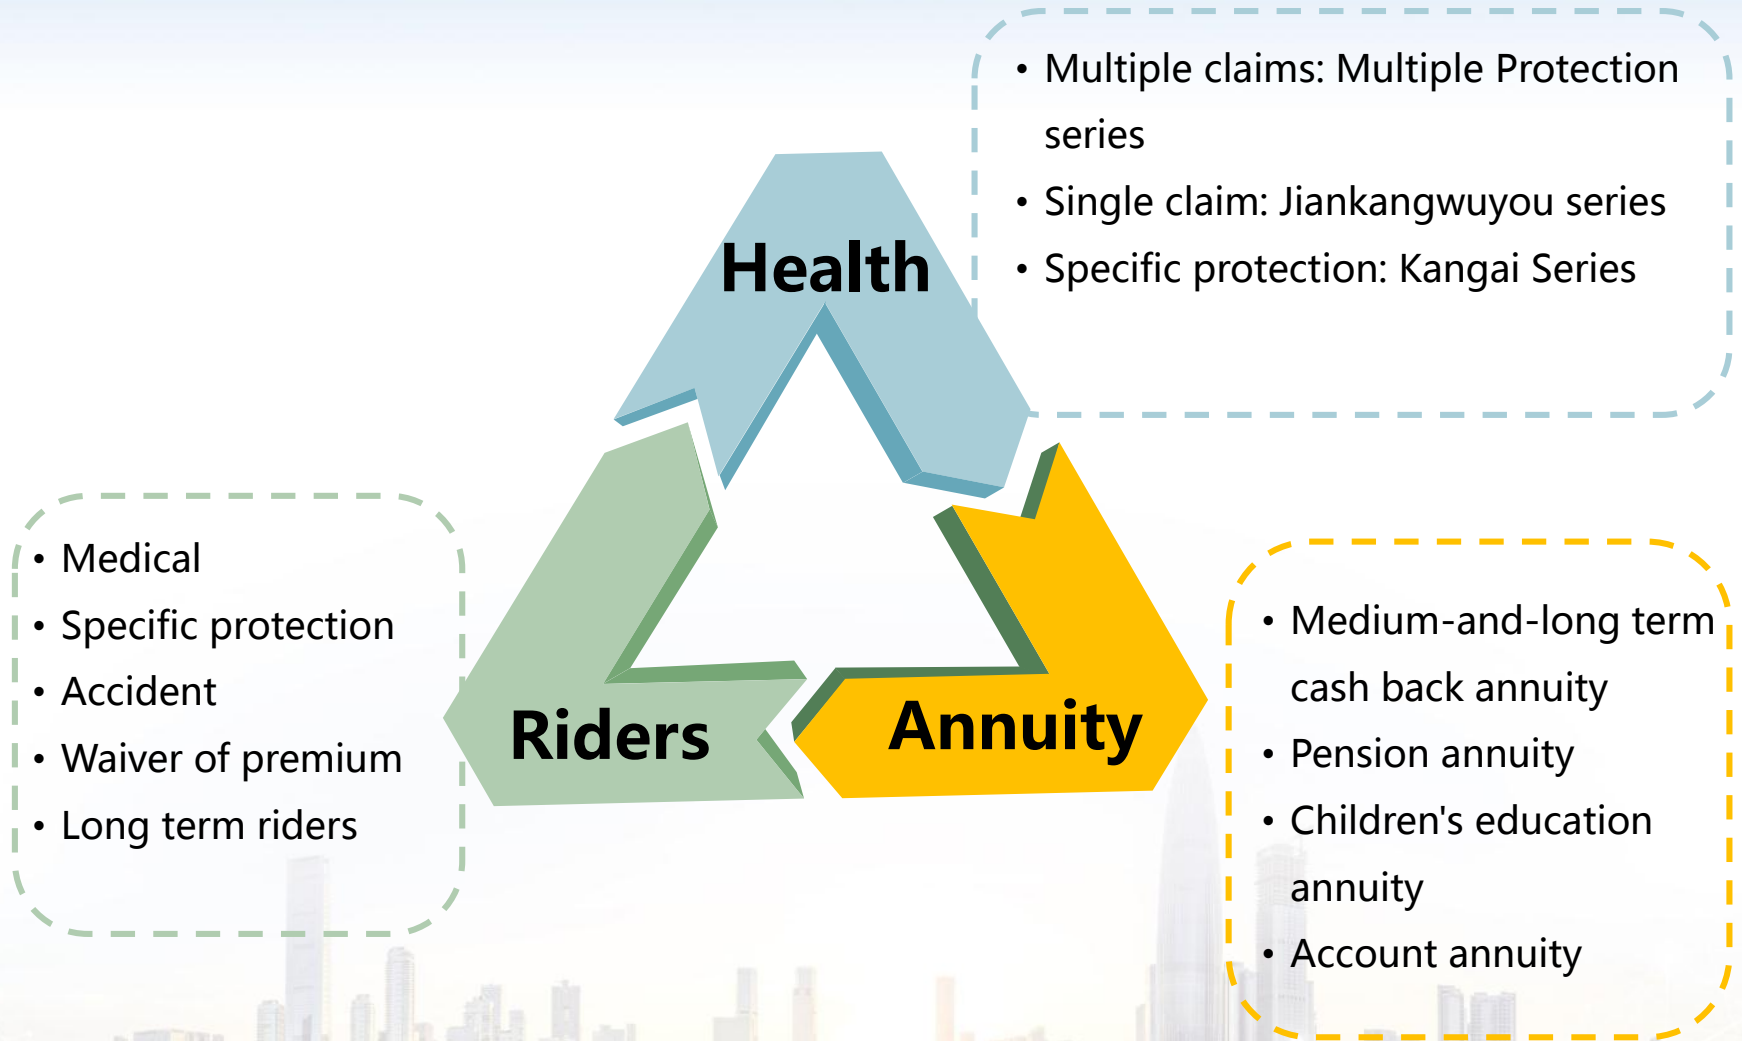 • Multiple claims: Multiple Protection
series
• Single claim: Jiankangwuyou series
• Specific protection: Kangai Series
Health
• Medical
• Specific protection
• Accident
• Waiver of premium
• Long term riders
Riders
Annuity
• Medium-and-long term
cash back annuity
• Pension annuity
• Children's education
annuity
• Account annuity